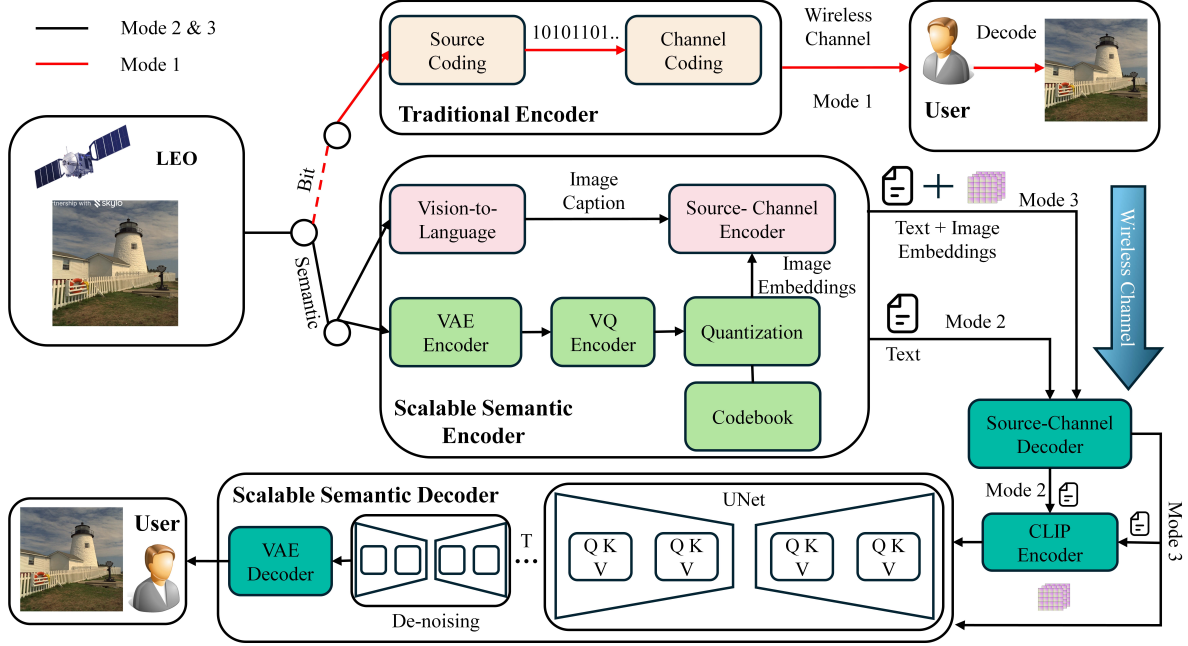 Mode 2 & 3
Mode 1
LEO
rtnership with skylo
Bit
Semantic
Source
Coding
10101101..
Channel
Coding
Traditional Encoder
Wireless
Channel
Mode 1
Decode
User
Vision-to-
Language
Image
Caption
Source- Channel
Encoder
Image
Embeddings
VAE
Encoder
VQ
Encoder
Quantization
Codebook
Scalable Semantic
Encoder
Mode 3
Text + Image
Embeddings
Mode 2
Text
Wireless Channel
Source-Channel
Decoder
Mode 2
Mode 3
CLIP
Encoder
Scalable Semantic Decoder
UNet
Q K
V
Q K
V
Q K
V
Q K
V
T
...
De-noising
VAE
Decoder
User